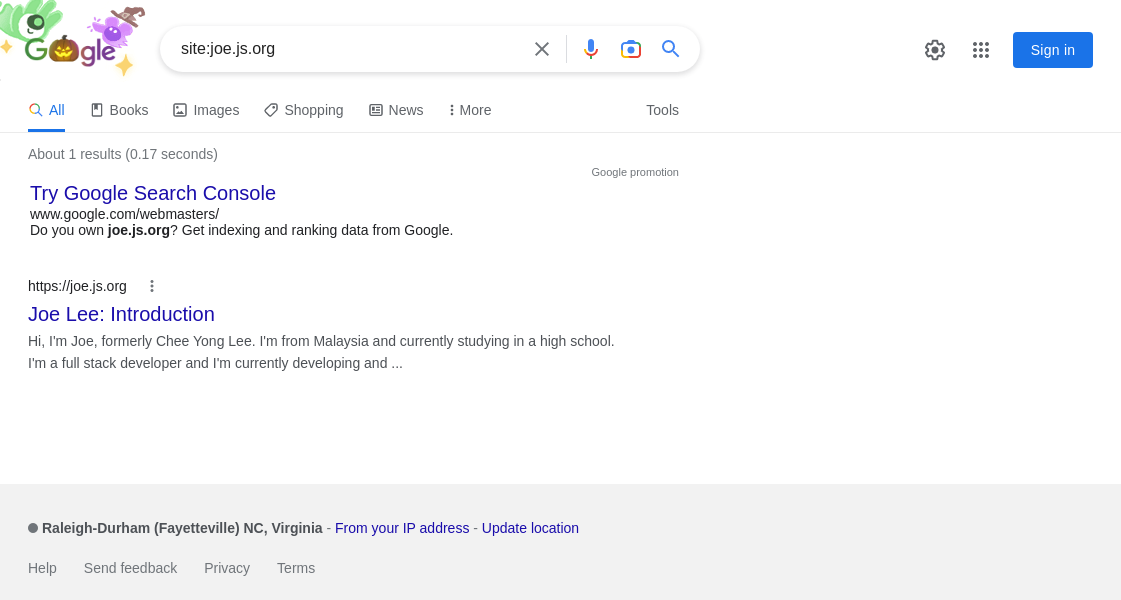 Google
site:joe.js.org
Sign in
All
Books
Images
Shopping
News
More
Tools
About 1 results (0.17 seconds)
Google promotion
Try Google Search Console
www.google.com/webmasters/
Do you own joe.js.org? Get indexing and ranking data from Google.
https://joe.js.org
Joe Lee: Introduction
Hi, I'm Joe, formerly Chee Yong Lee. I'm from Malaysia and currently studying in a high school.
I'm a full stack developer and I'm currently developing and ...
Raleigh-Durham (Fayetteville) NC, Virginia - From your IP address - Update location
Help
Send feedback
Privacy
Terms